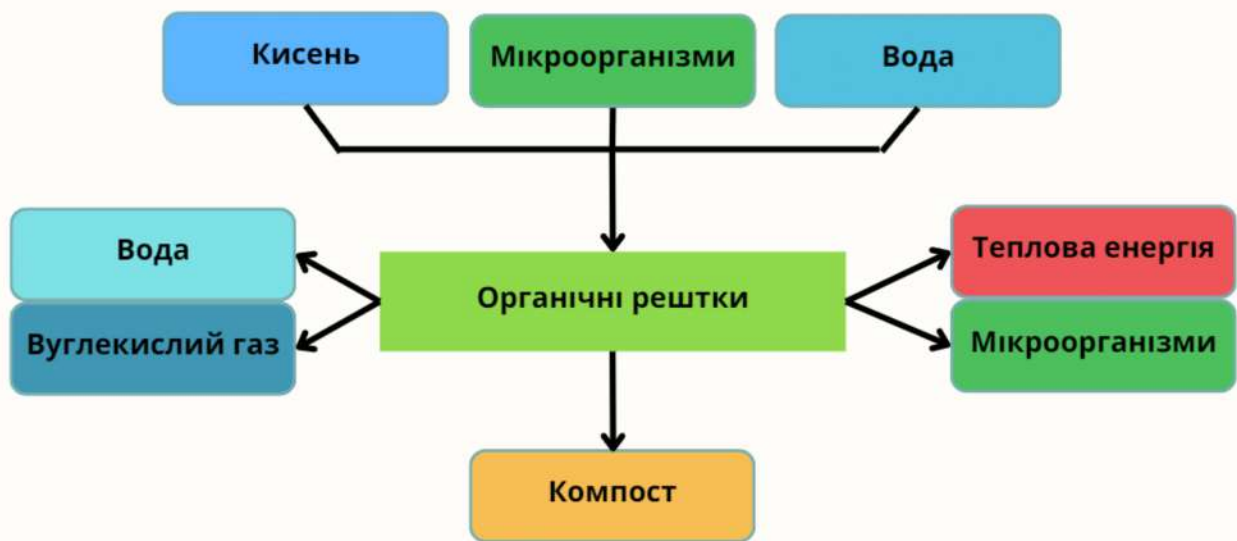 Кисень
Мікроорганізми
Вода
Вода
Вуглекислий газ
Органічні рештки
Теплова енергія
Мікроорганізми
Компост